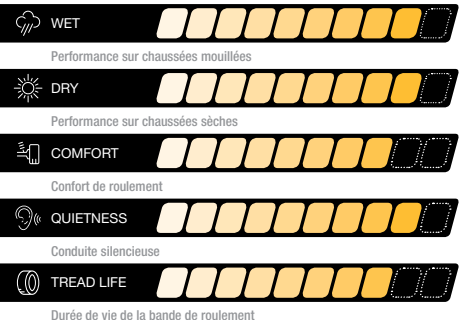 WET
Performance sur chaussées mouillées
DRY
Performance sur chaussées sèches
COMFORT
Confort de roulement
QUIETNESS
Conduite silencieuse
TREAD LIFE
Durée de vie de la bande de roulement